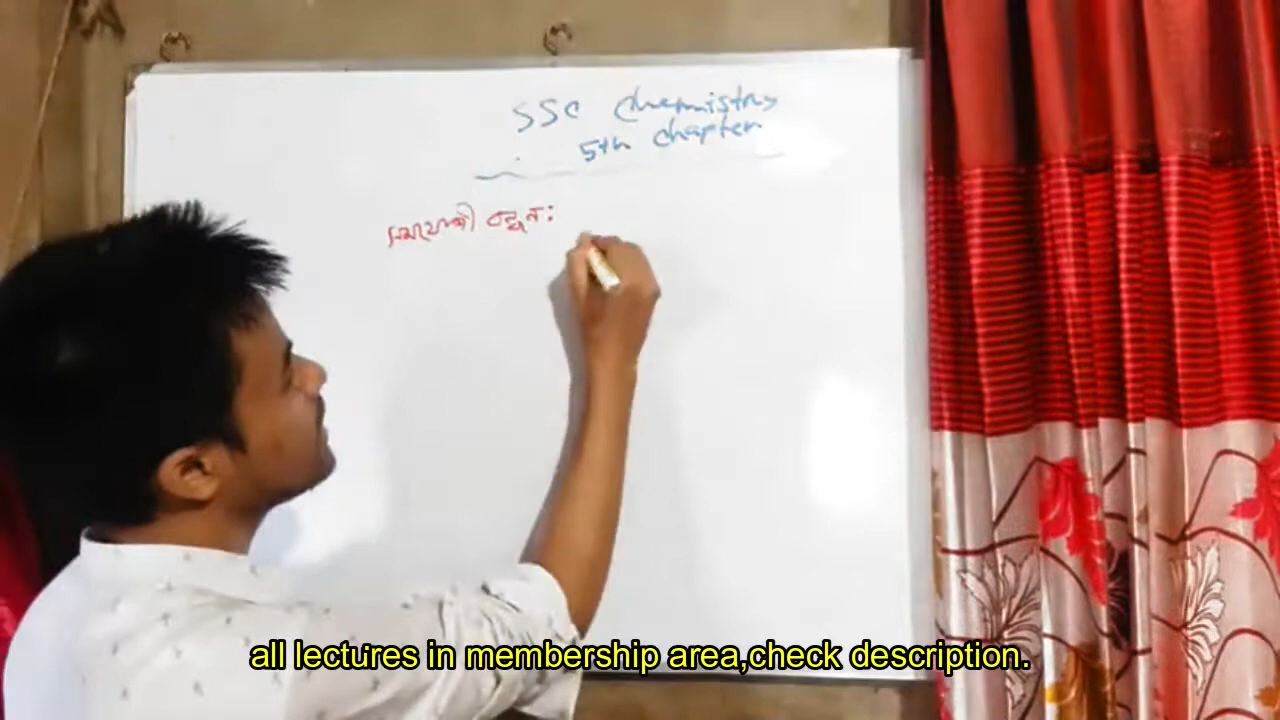 SSC Chemistry
5th chapter
সমযোজী বন্ধন:
all lectures in membership area,check description.